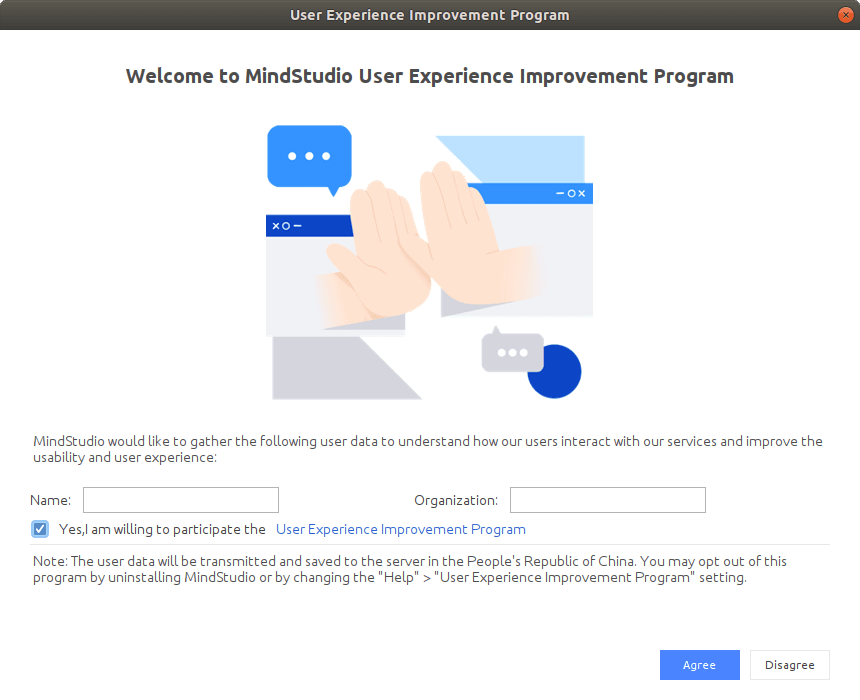 User Experience Improvement Program
Welcome to MindStudio User Experience Improvement Program
MindStudio would like to gather the following user data to understand how our users interact with our services and improve the
usability and user experience:
Name: Organization:
Yes,I am willing to participate the User Experience Improvement Program
Note: The user data will be transmitted and saved to the server in the People's Republic of China. You may opt out of this
program by uninstalling MindStudio or by changing the "Help" > "User Experience Improvement Program" setting.
Agree Disagree